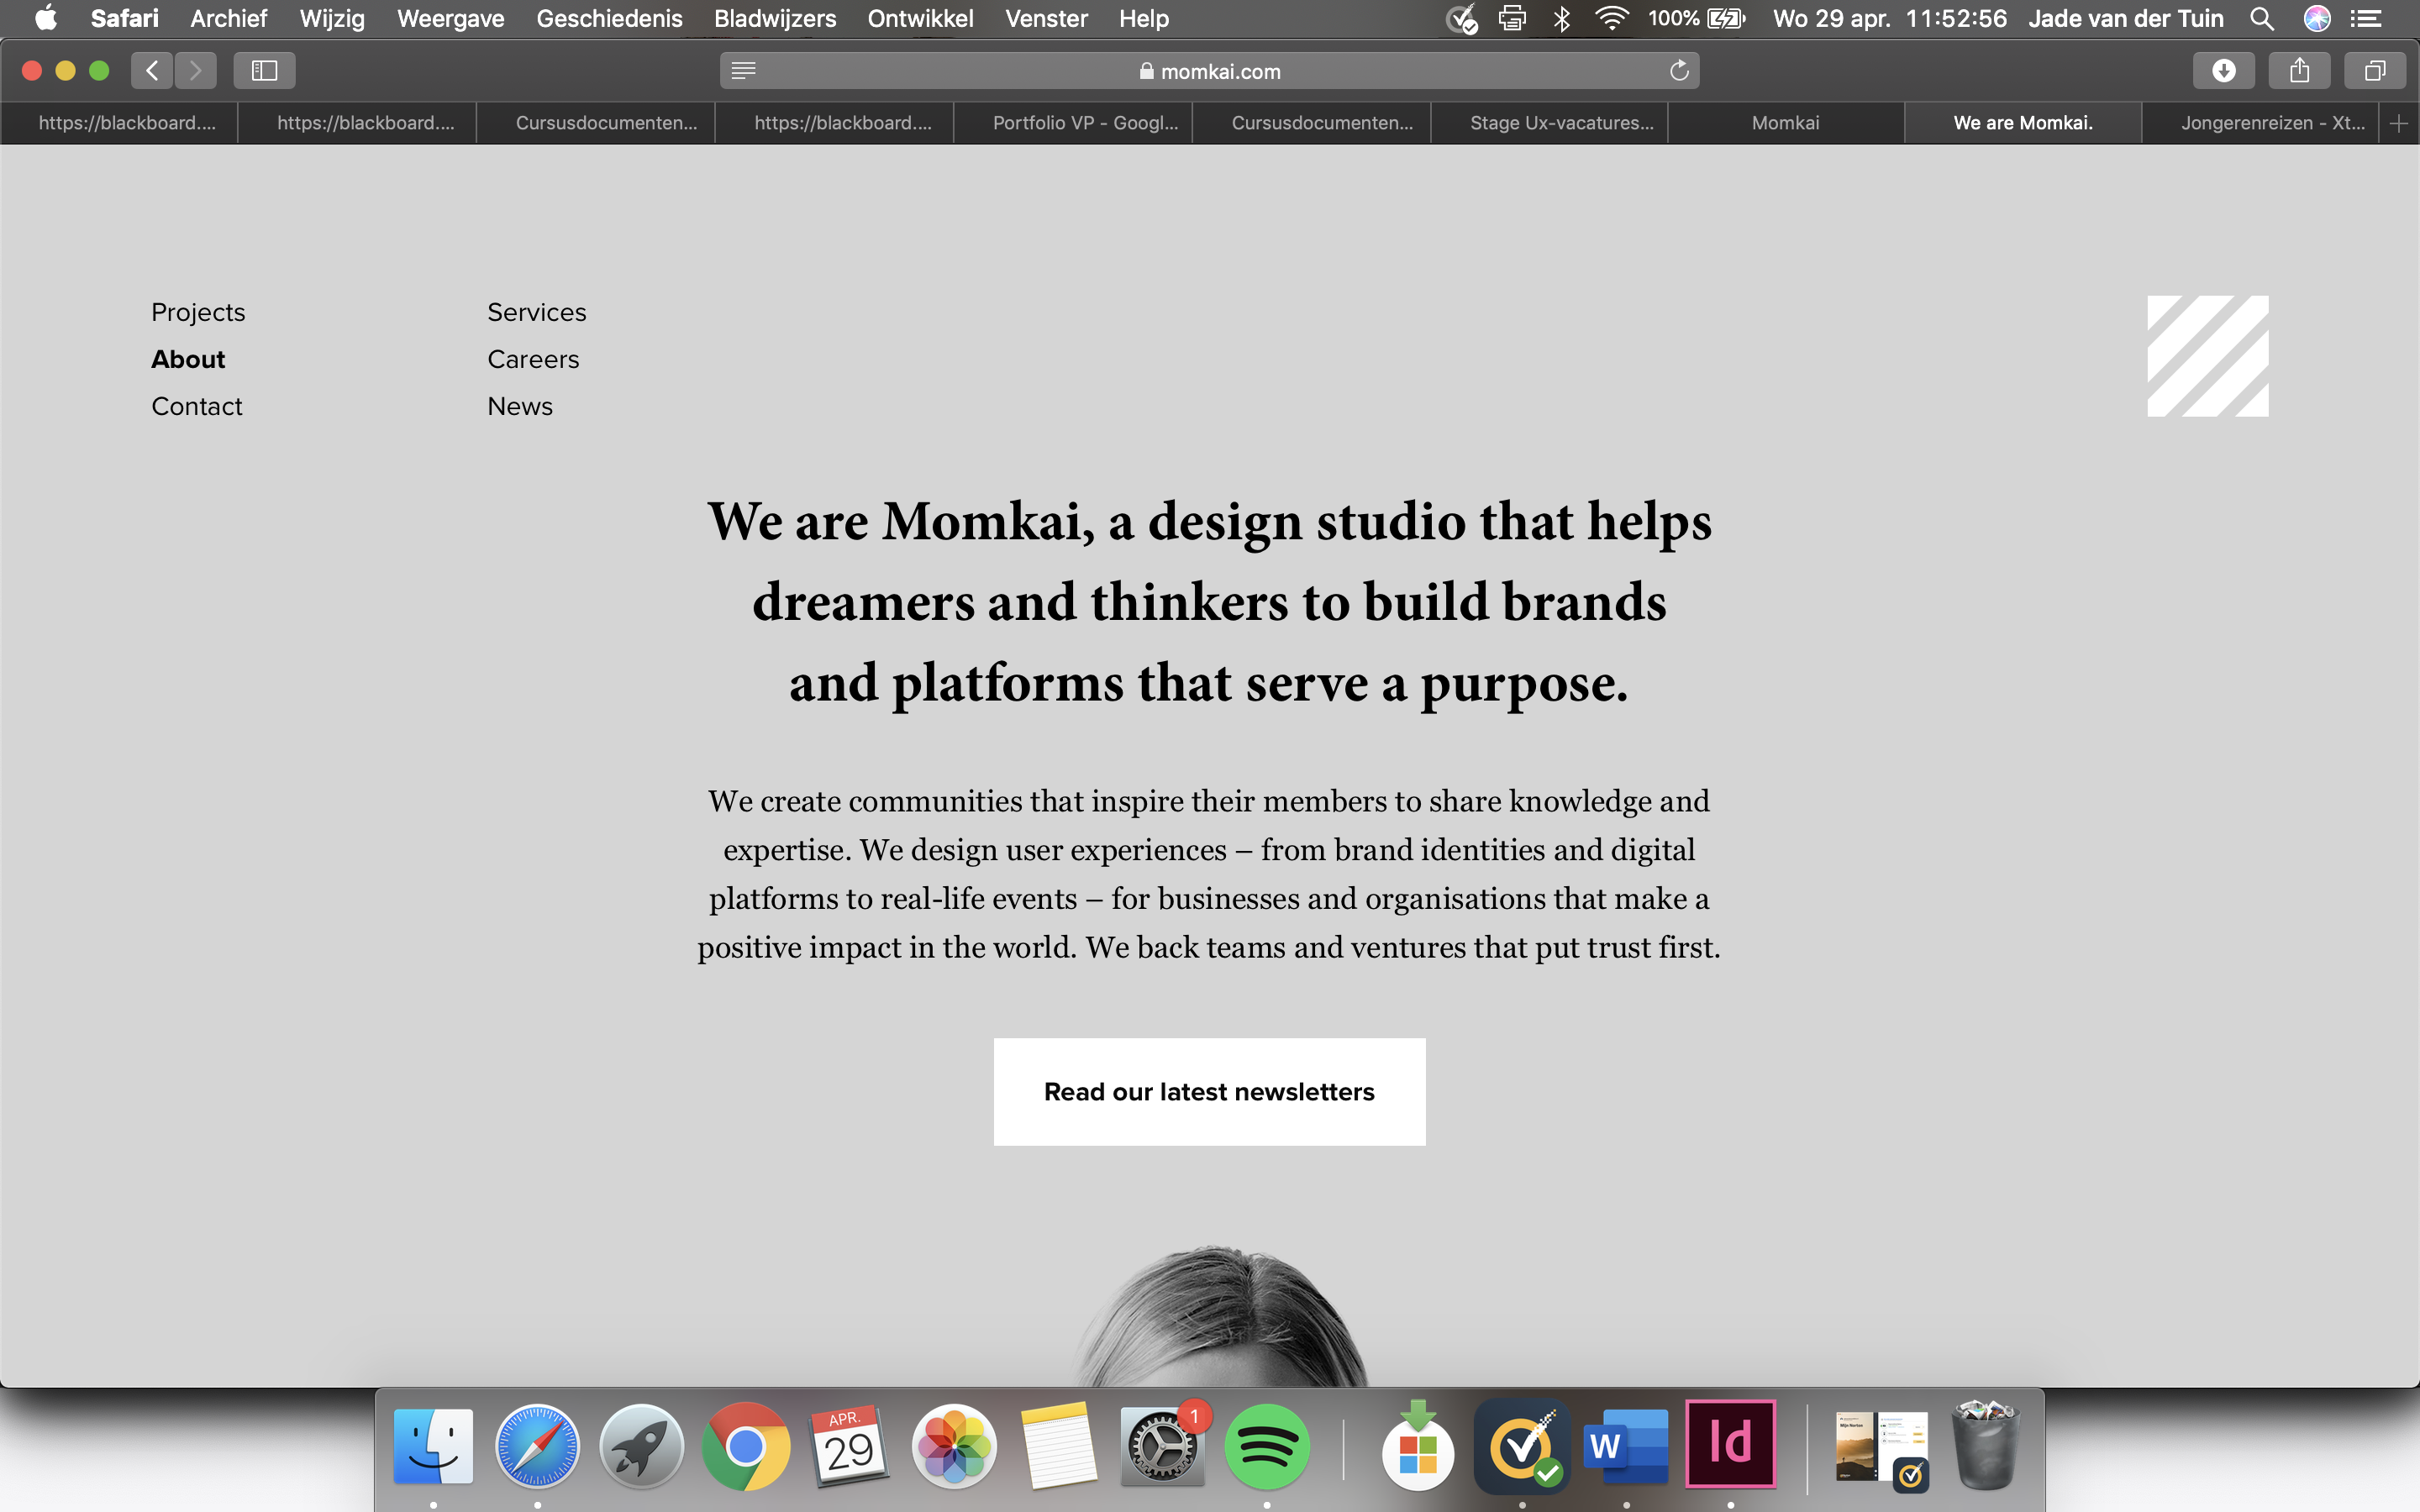 Safari Archief Wijzig Weergave Geschiedenis Bladwijzers Ontwikkel Venster Help 100% Wo 29 apr. 11:52:56 Jade van der Tuin
momkai.com
https://blackboard.... https://blackboard.... Cursusdocumenten... https://blackboard.... Portfolio VP - Googl... Cursusdocumenten... Stage Ux-vacatures... Momkai We are Momkai. Jongerenreizen - Xt...
Projects Services
About Careers
Contact News
We are Momkai, a design studio that helps
dreamers and thinkers to build brands
and platforms that serve a purpose.
We create communities that inspire their members to share knowledge and
expertise. We design user experiences – from brand identities and digital
platforms to real-life events – for businesses and organisations that make a
positive impact in the world. We back teams and ventures that put trust first.
Read our latest newsletters
APR.
29
1
W
Id